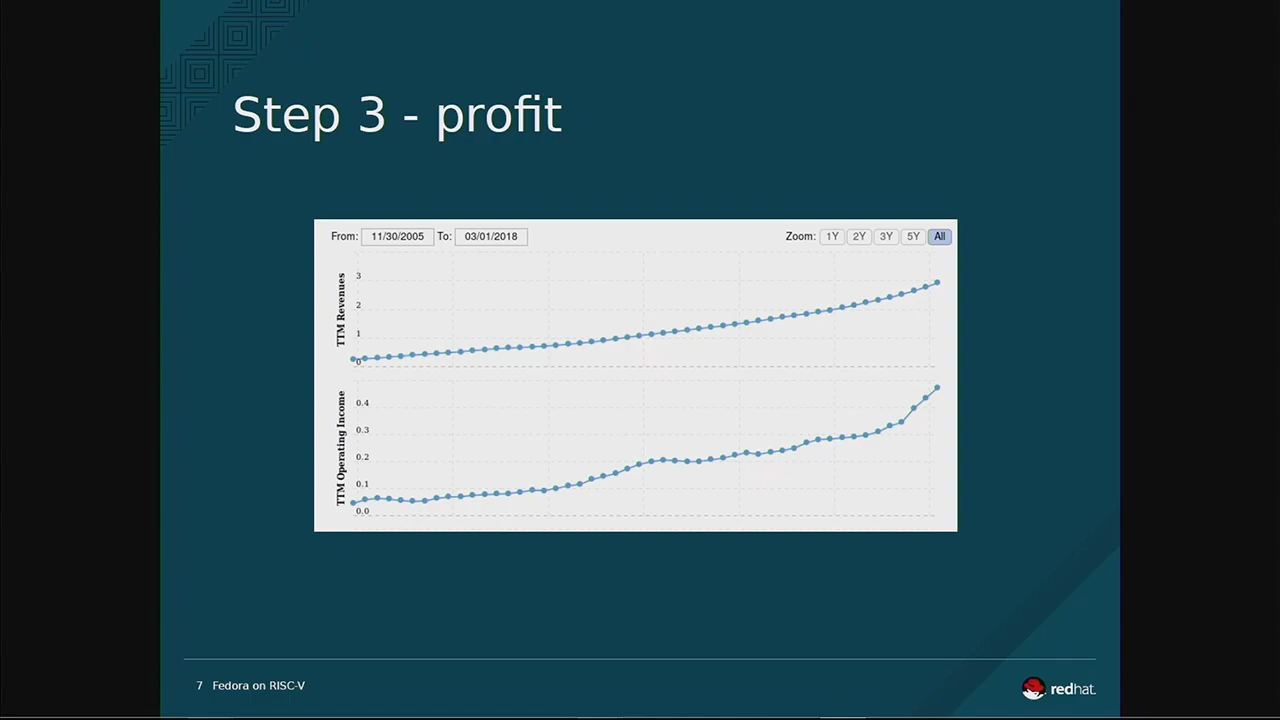 Step 3 - profit
From: 11/30/2005 To: 03/01/2018 Zoom: 1Y 2Y 3Y 5Y All
TTM Revenues
3
2
1
0
TTM Operating Income
0.4
0.3
0.2
0.1
0.0
7 Fedora on RISC-V
redhat.